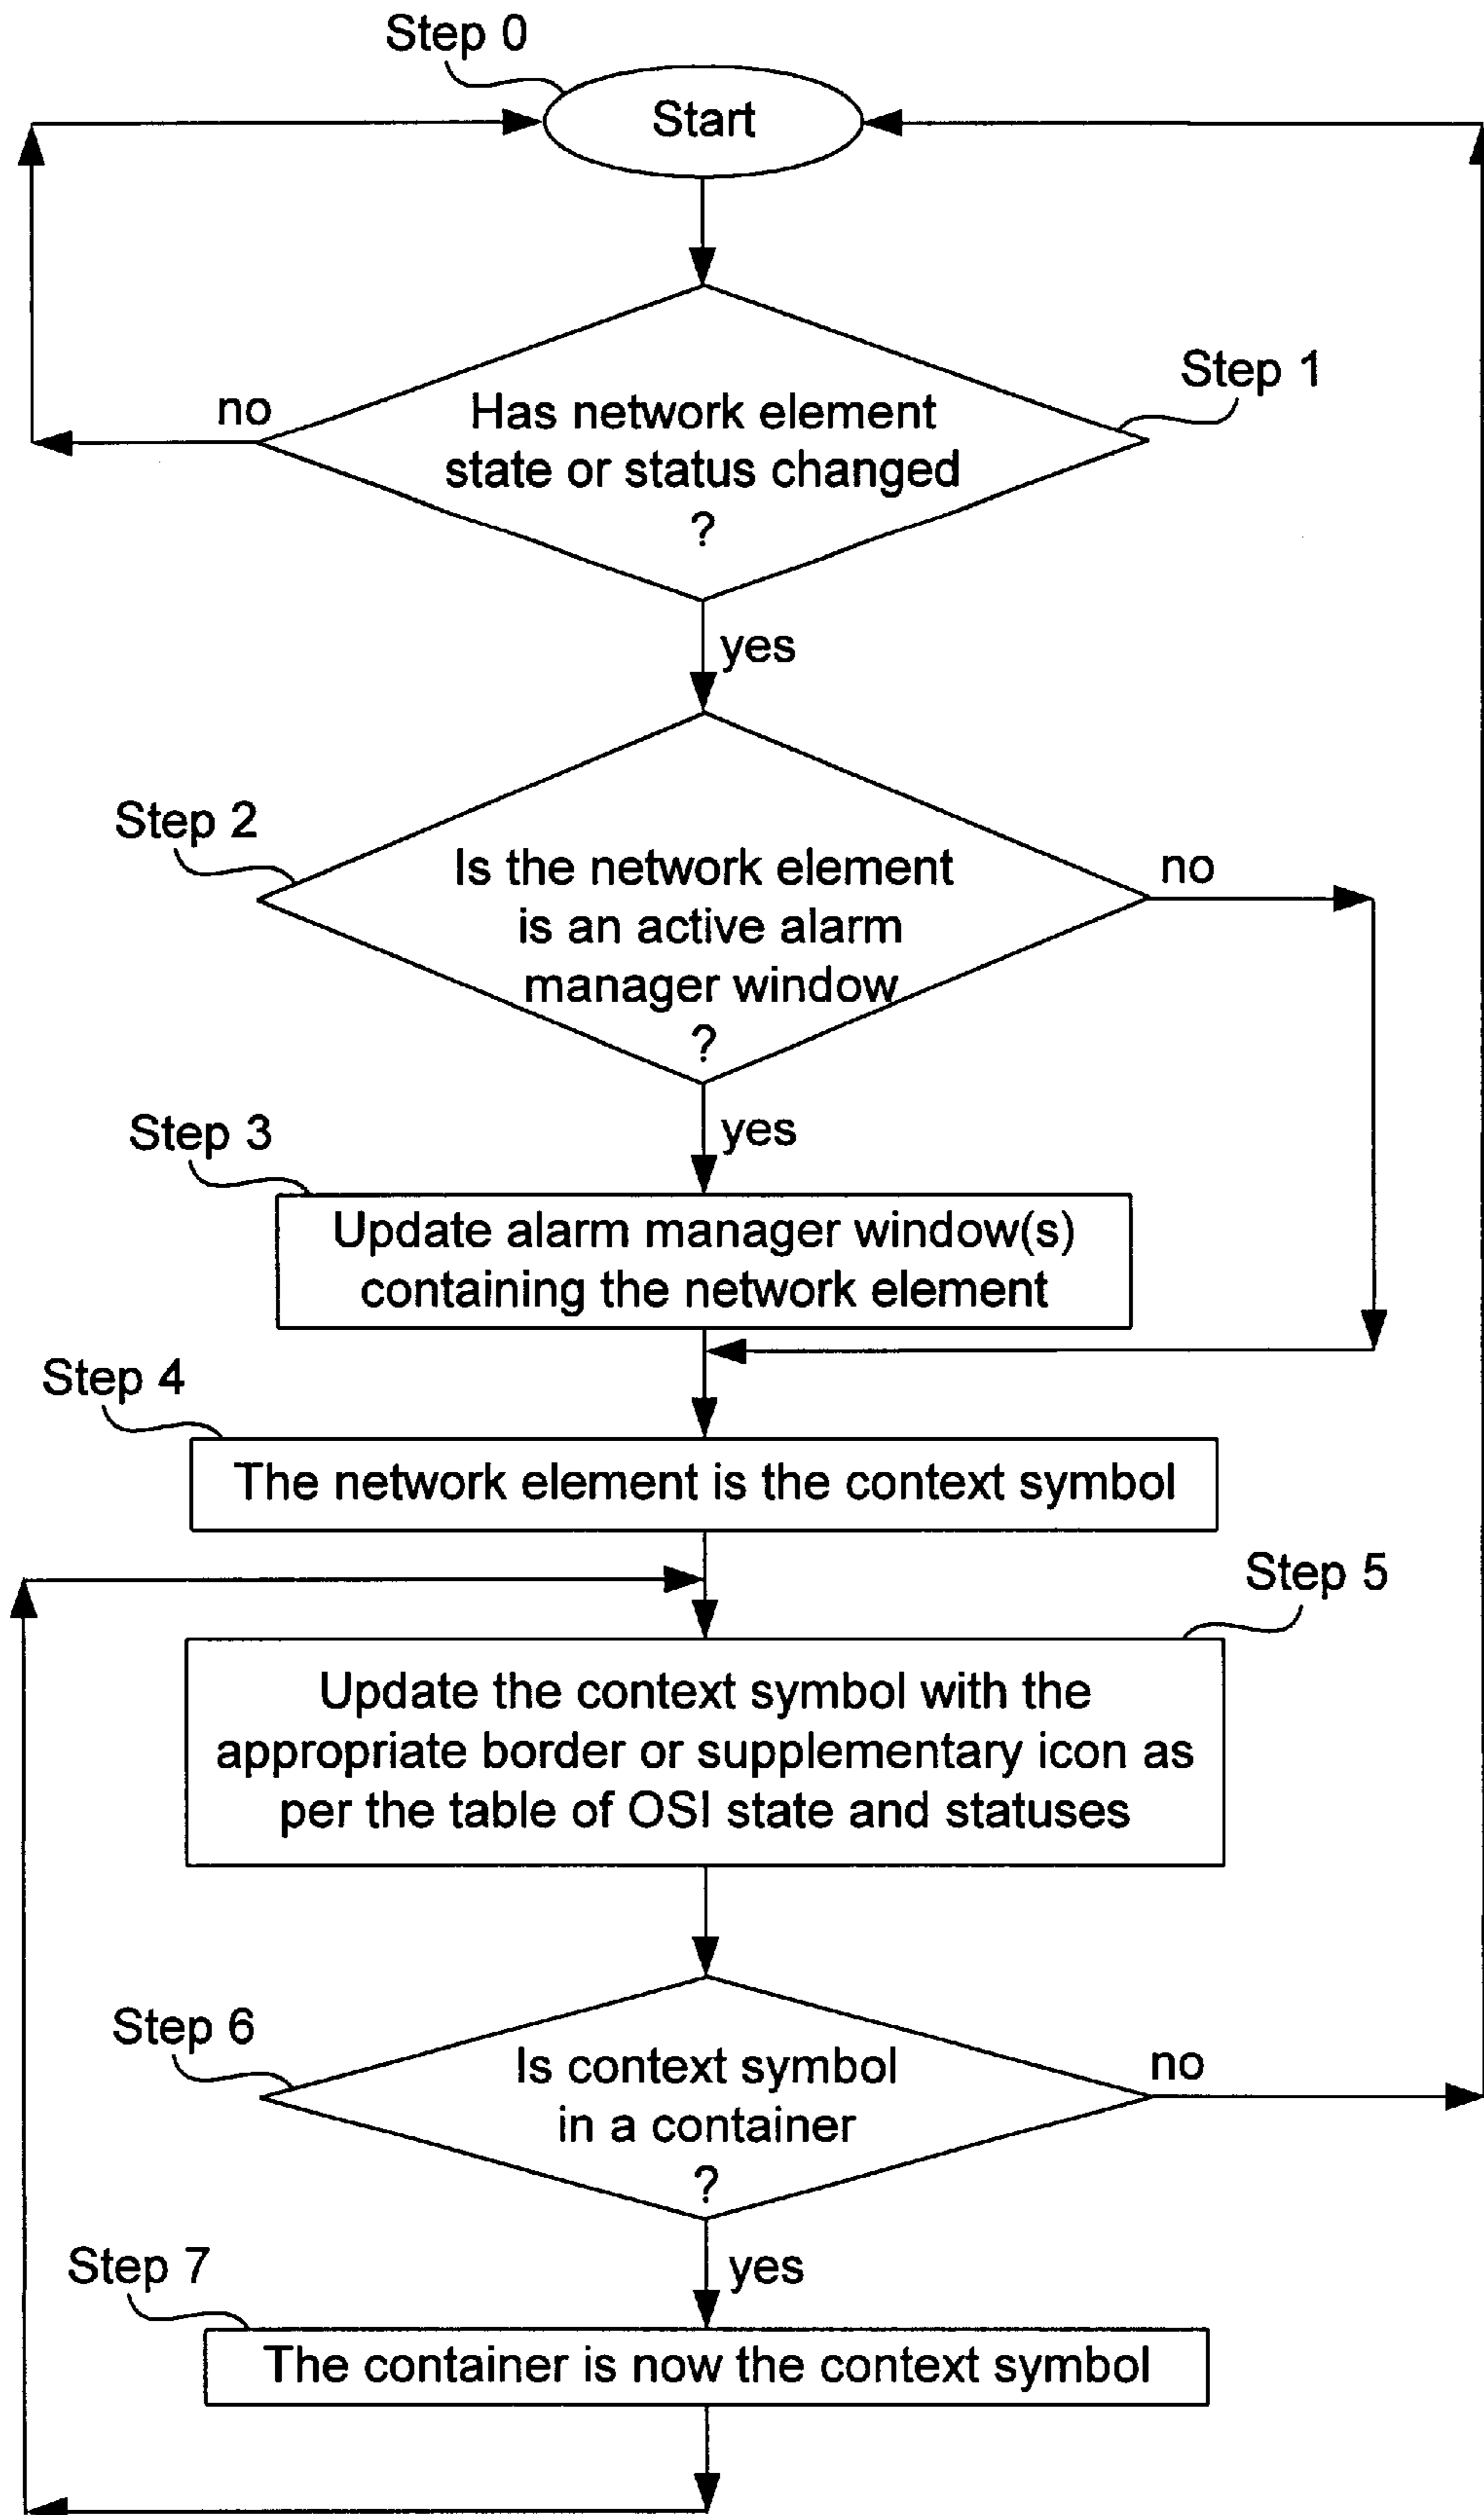 Step 0
Start
Step 1
no
Has network element
state or status changed
?
yes
Step 2
Is the network element
is an active alarm
manager window
?
no
yes
Step 3
Update alarm manager window(s)
containing the network element
Step 4
The network element is the context symbol
Step 5
Update the context symbol with the
appropriate border or supplementary icon as
per the table of OSI state and statuses
Step 6
Is context symbol
in a container
?
no
yes
Step 7
The container is now the context symbol